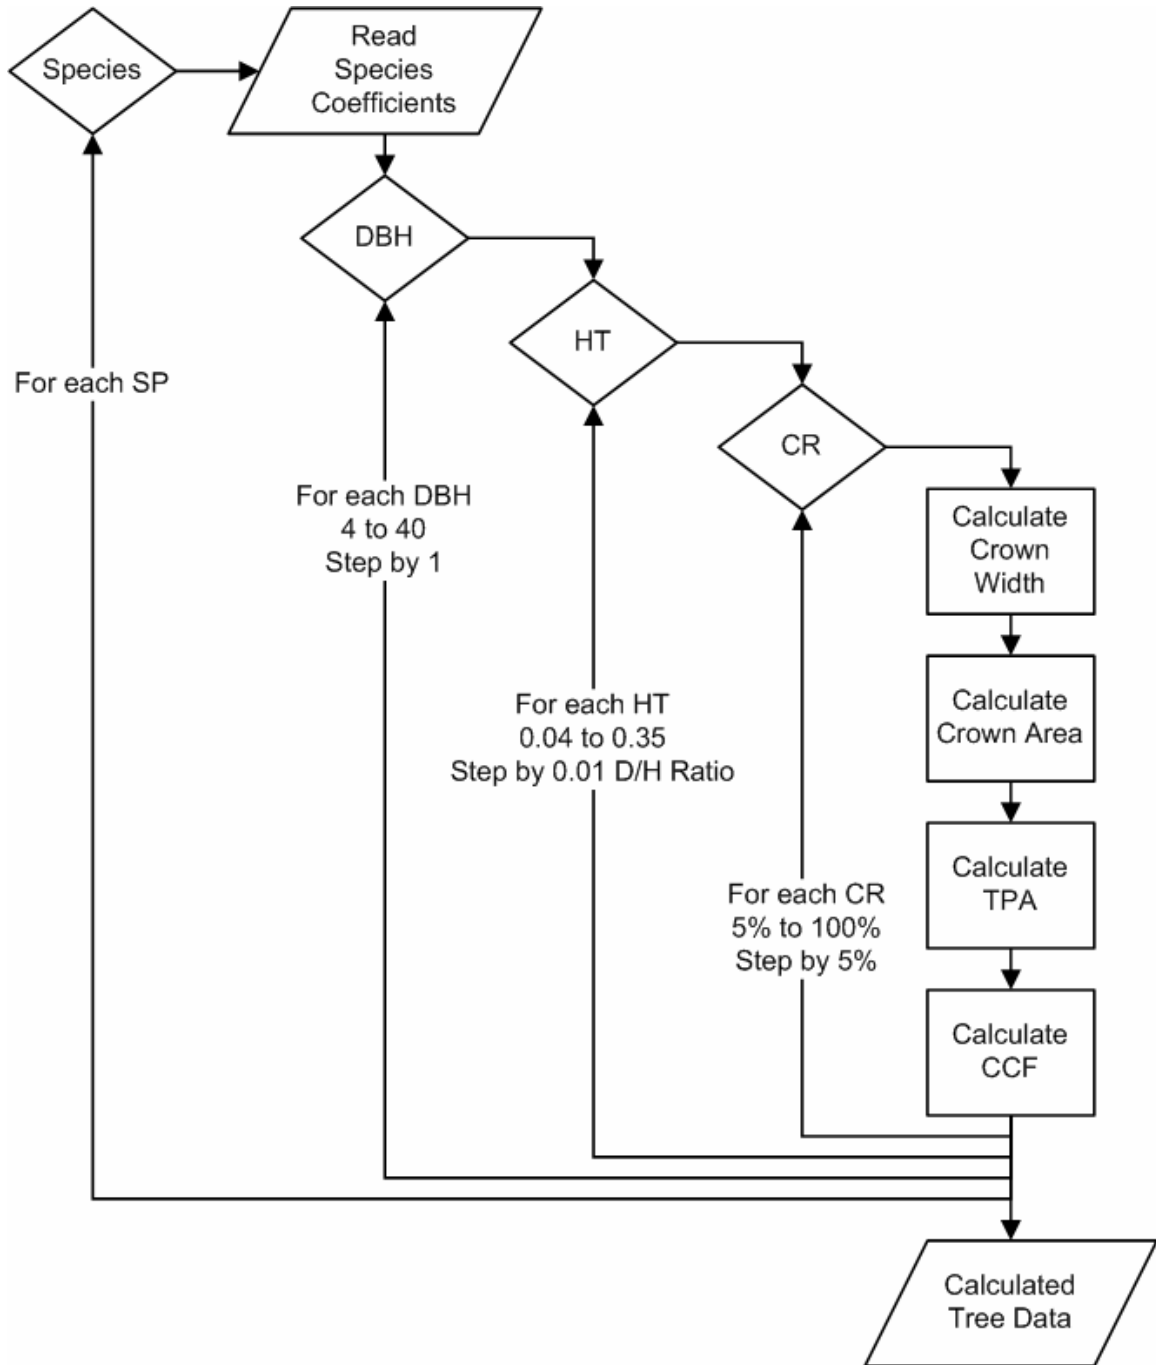 Species
Read
Species
Coefficients
DBH
HT
For each SP
CR
For each DBH
4 to 40
Step by 1
Calculate
Crown
Width
For each HT
0.04 to 0.35
Step by 0.01 D/H Ratio
Calculate
Crown Area
For each CR
5% to 100%
Step by 5%
Calculate
TPA
Calculate
CCF
Calculated
Tree Data